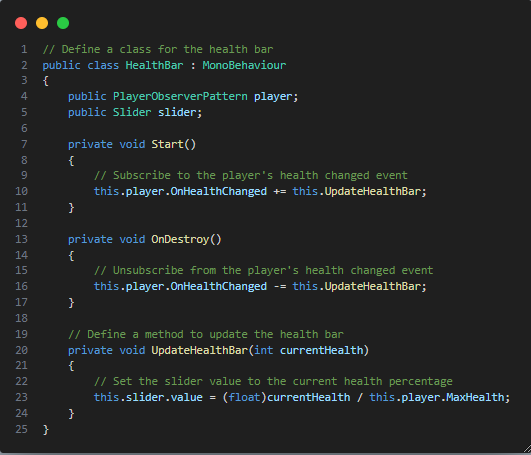 1 // Define a class for the health bar
2 public class HealthBar : MonoBehaviour
3 {
4     public PlayerObserverPattern player;
5     public Slider slider;
6
7     private void Start()
8     {
9         // Subscribe to the player's health changed event
10         this.player.OnHealthChanged += this.UpdateHealthBar;
11     }
12
13     private void OnDestroy()
14     {
15         // Unsubscribe from the player's health changed event
16         this.player.OnHealthChanged -= this.UpdateHealthBar;
17     }
18
19     // Define a method to update the health bar
20     private void UpdateHealthBar(int currentHealth)
21     {
22         // Set the slider value to the current health percentage
23         this.slider.value = (float)currentHealth / this.player.MaxHealth;
24     }
25 }